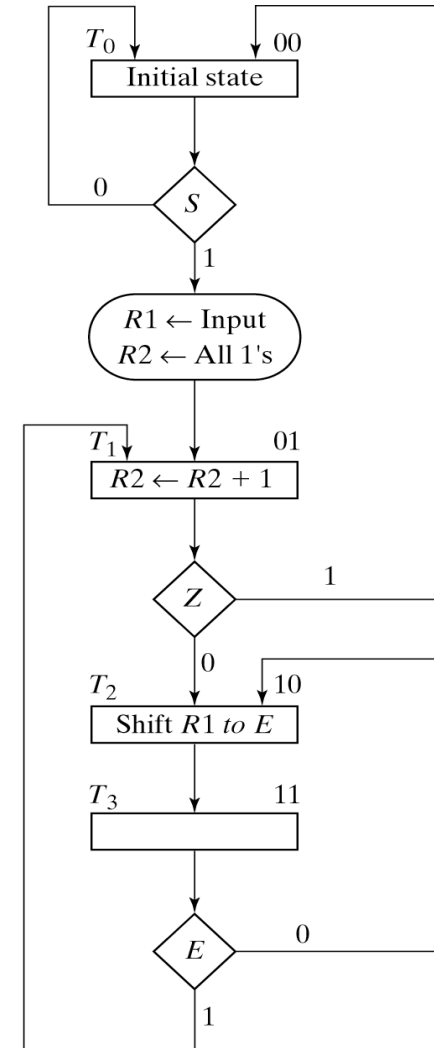 T0 00
Initial state
0 S
1
R1 ← Input
R2 ← All 1's
T1 01
R2 ← R2 + 1
1
Z
0
T2 10
Shift R1 to E
T3 11
0
E
1